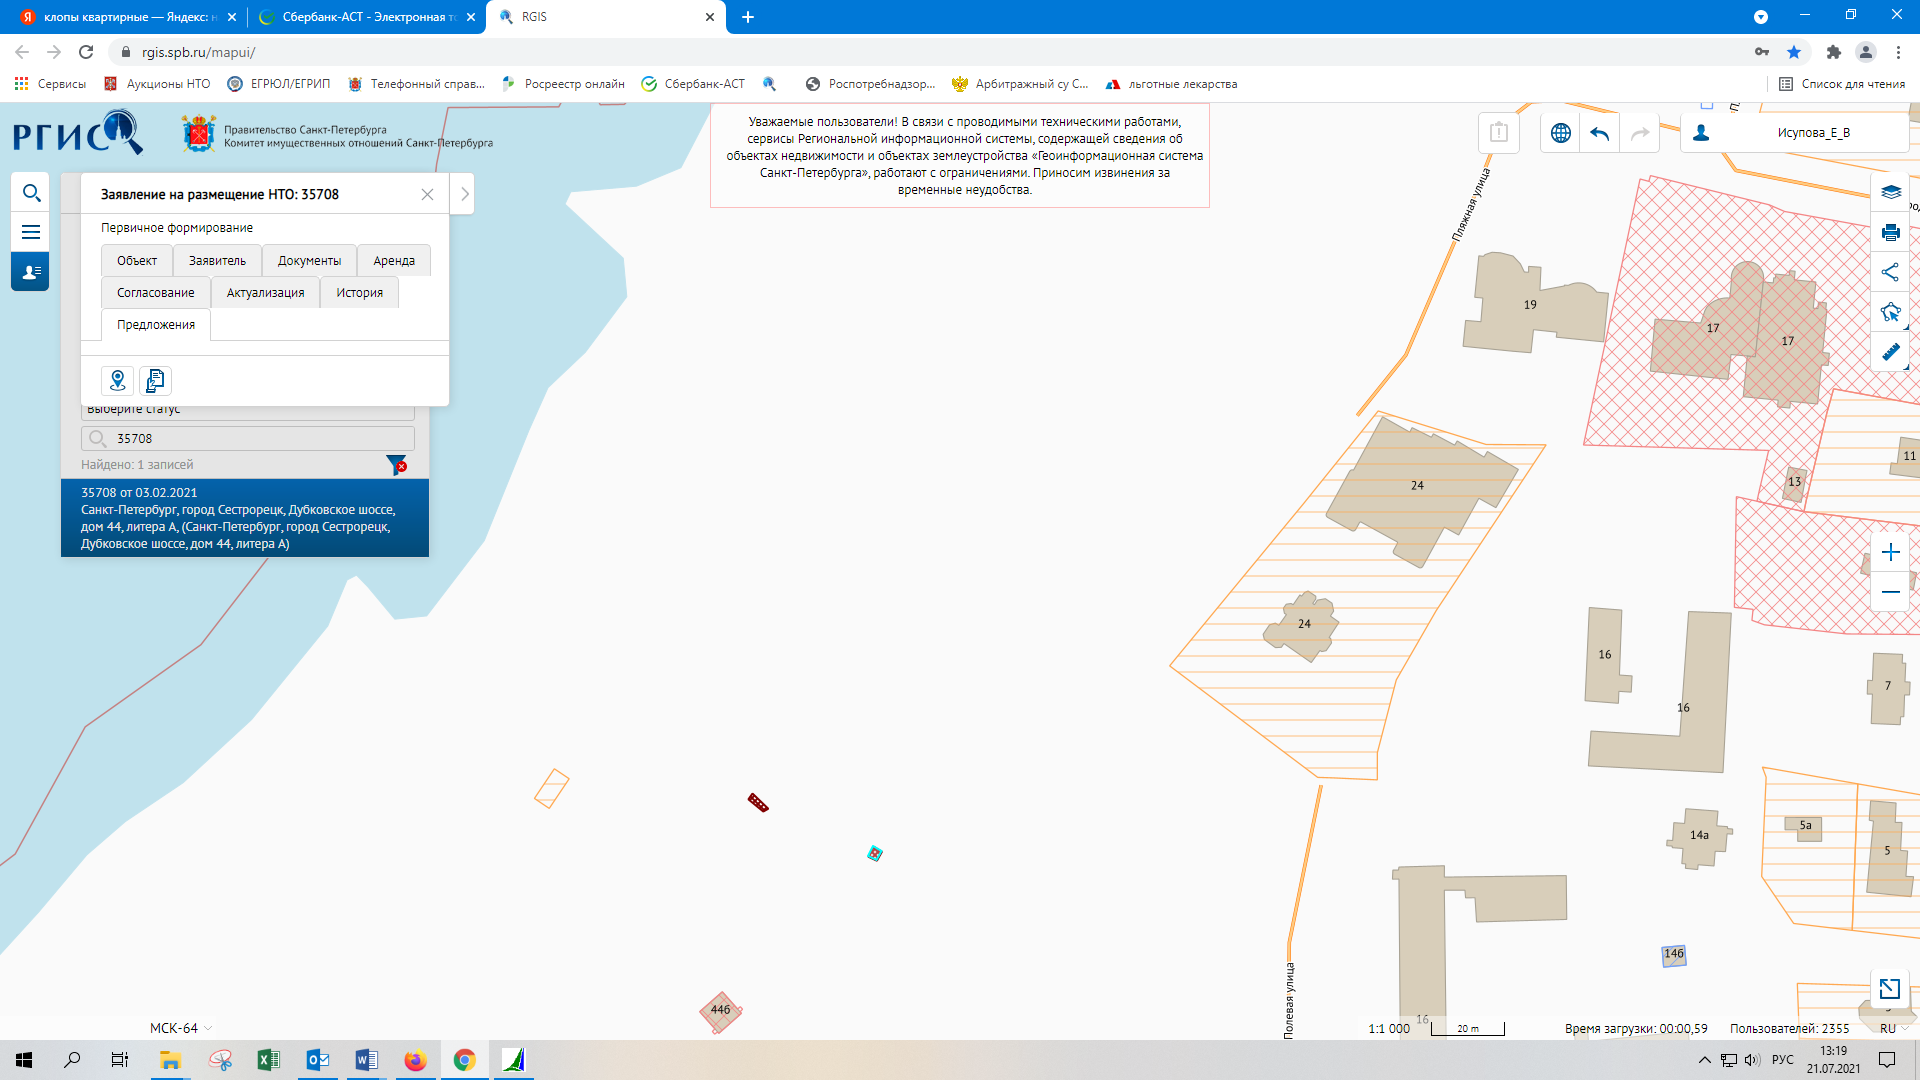 клопы квартирные — Яндекс: н
Сбербанк-АСТ - Электронная то
RGIS
rgis.spb.ru/mapui/
Сервисы
Аукционы НТО
ЕГРЮЛ/ЕГРИП
Телефонный справ...
Росреестр онлайн
Сбербанк-АСТ
Роспотребнадзор...
Арбитражный су С...
льготные лекарства
Список для чтения
РГИС
Правительство Санкт-Петербурга
Комитет имущественных отношений Санкт-Петербурга
Уважаемые пользователи! В связи с проводимыми техническими работами,
сервисы Региональной информационной системы, содержащей сведения об
объектах недвижимости и объектах землеустройства «Геоинформационная система
Санкт-Петербурга», работают с ограничениями. Приносим извинения за
временные неудобства.
Исупова_Е_В
Заявление на размещение НТО: 35708
Первичное формирование
Объект
Заявитель
Документы
Аренда
Согласование
Актуализация
История
Предложения
Выберите статус
35708
Найдено: 1 записей
35708 от 03.02.2021
Санкт-Петербург, город Сестрорецк, Дубковское шоссе,
дом 44, литера А, (Санкт-Петербург, город Сестрорецк,
Дубковское шоссе, дом 44, литера А)
Пляжная улица
19
17
17
11
13
24
24
16
16
7
14а
5а
5
14б
44б
16
Полевая улица
МСК-64
1:1 000
20 m
Время загрузки: 00:00,59
Пользователей: 2355
RU
РУС
13:19
21.07.2021